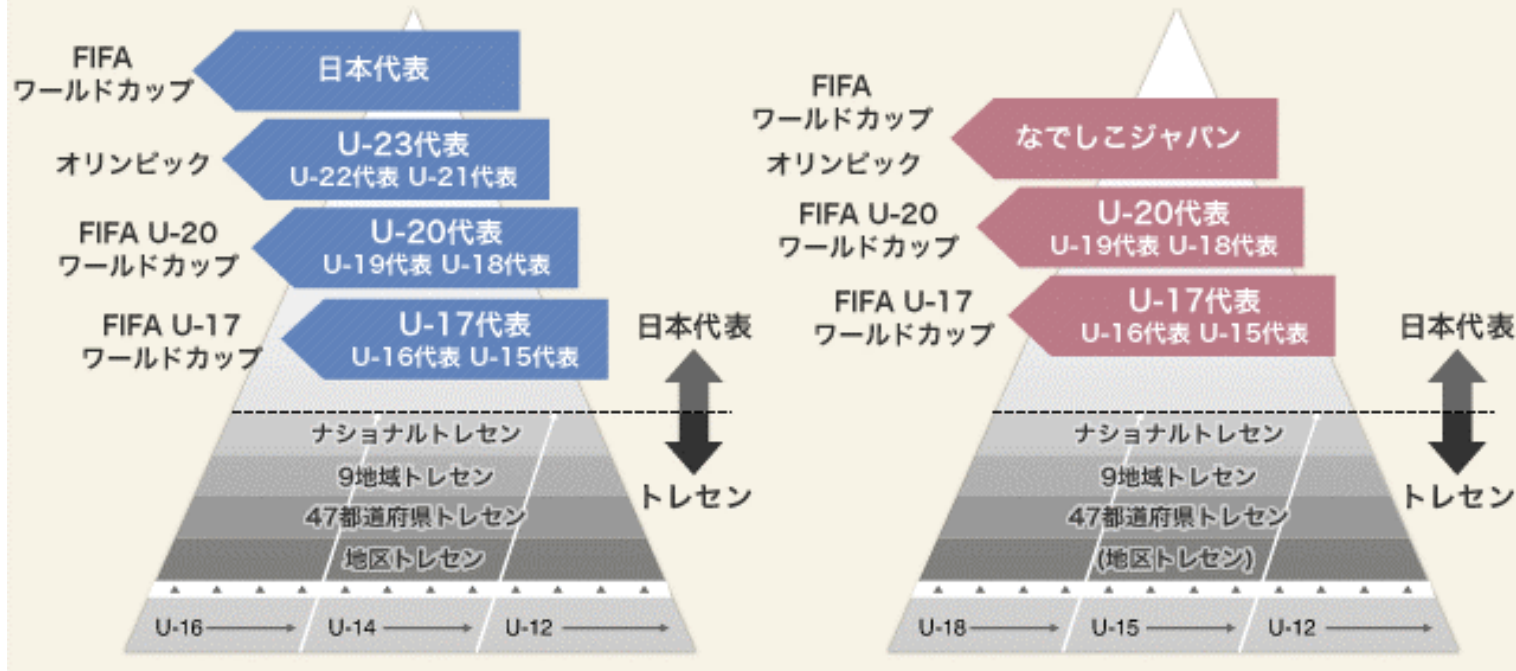 FIFA
ワールドカップ
日本代表
オリンピック
U-23代表
U-22代表 U-21代表
FIFA U-20
ワールドカップ
U-20代表
U-19代表 U-18代表
FIFA U-17
ワールドカップ
U-17代表
U-16代表 U-15代表
日本代表
トレセン
ナショナルトレセン
9地域トレセン
47都道府県トレセン
地区トレセン
U-16
U-14
U-12
FIFA
ワールドカップ
オリンピック
なでしこジャパン
FIFA U-20
ワールドカップ
U-20代表
U-19代表 U-18代表
FIFA U-17
ワールドカップ
U-17代表
U-16代表 U-15代表
日本代表
トレセン
ナショナルトレセン
9地域トレセン
47都道府県トレセン
(地区トレセン)
U-18
U-15
U-12